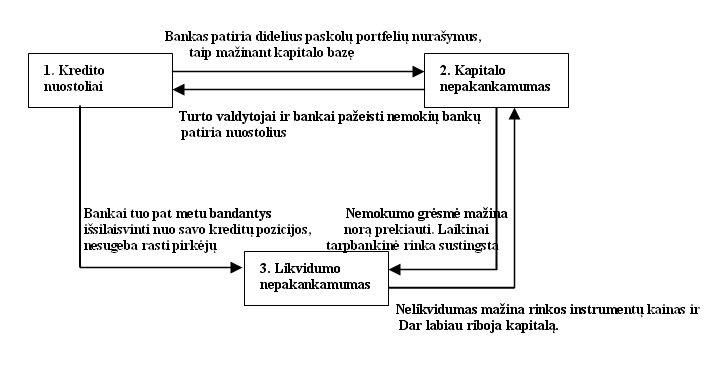 Bankas patiria didelius paskolų portfelių nurašymus,
taip mažinant kapitalo bazę
1. Kredito
nuostoliai
2. Kapitalo
nepakankamumas
Turto valdytojai ir bankai pažeisti nemokių bankų
patiria nuostolius
Bankai tuo pat metu bandantys
išsilaisvinti nuo savo kreditų pozicijos,
nesugeba rasti pirkėjų
Nemokumo grėsmė mažina
norą prekiauti. Laikinai
tarpbankinė rinka sustingsta
3. Likvidumo
nepakankamumas
Nelikvidumas mažina rinkos instrumentų kainas ir
Dar labiau riboja kapitalą.